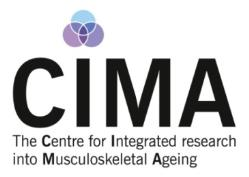 CIMA
The Centre for Integrated research
into Musculoskeletal Ageing